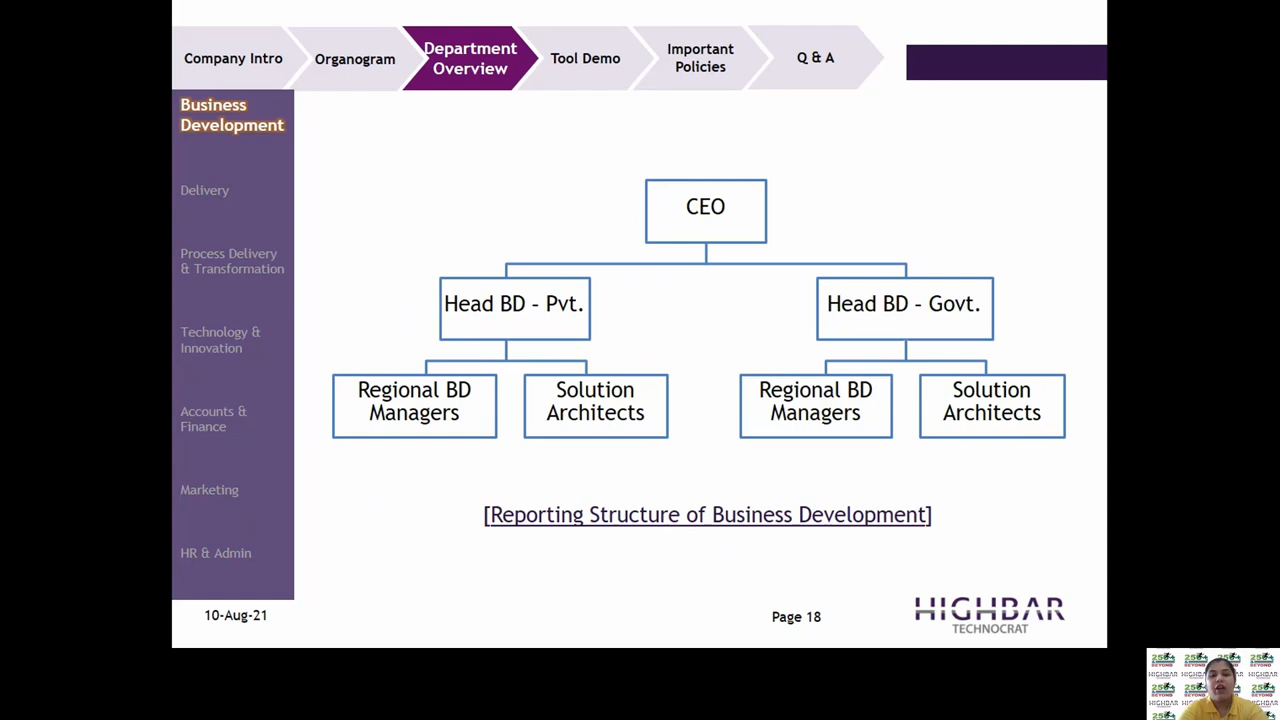 Company Intro
Organogram
Department
Overview
Tool Demo
Important
Policies
Q & A
Business
Development
Delivery
Process Delivery
& Transformation
Technology &
Innovation
Accounts &
Finance
Marketing
HR & Admin
CEO
Head BD – Pvt.
Head BD – Govt.
Regional BD
Managers
Solution
Architects
Regional BD
Managers
Solution
Architects
[Reporting Structure of Business Development]
10-Aug-21
Page 18
HIGHBAR
TECHNOCRAT